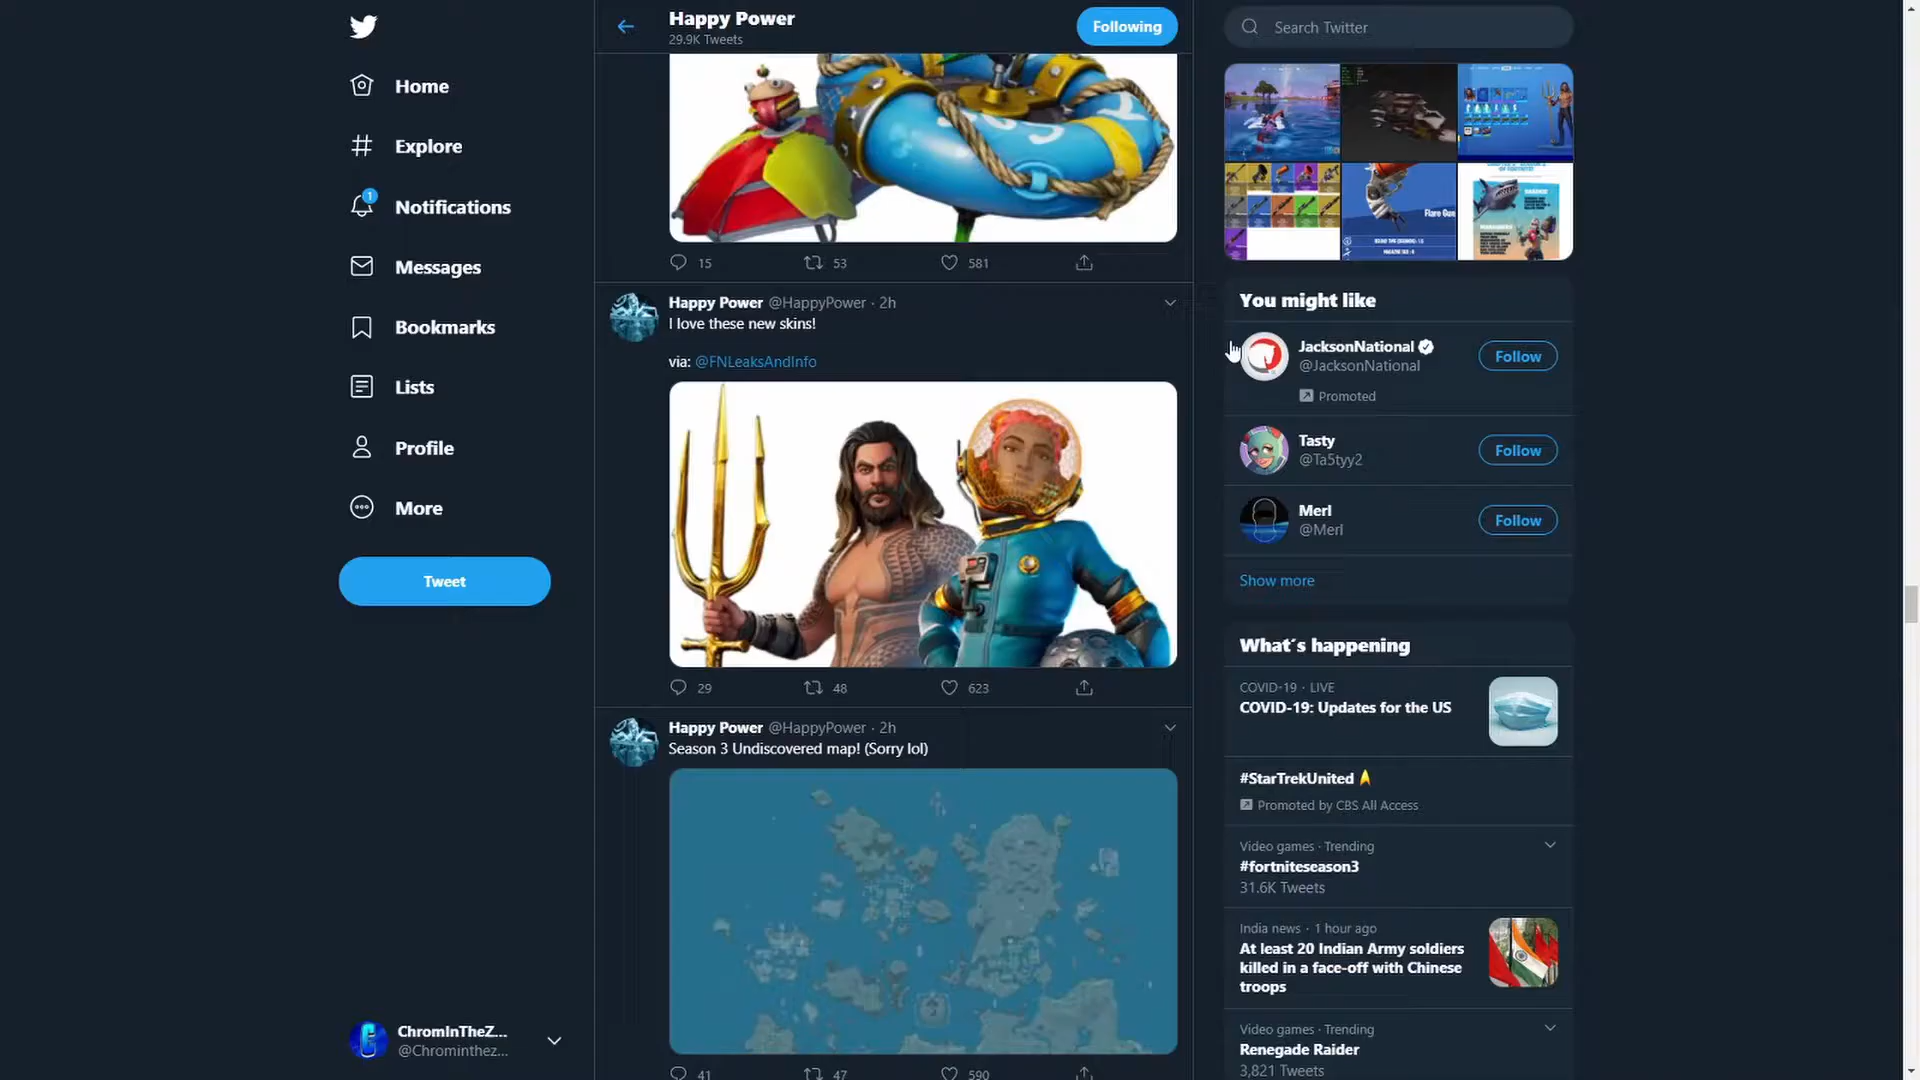 Home
Explore
1
Notifications
Messages
Bookmarks
Lists
Profile
More
Tweet
ChromInTheZ...
@Chrominthez...
Happy Power
29.9K Tweets
Following
15
53
581
Happy Power @HappyPower · 2h
I love these new skins!
via: @FNLeaksAndInfo
29
48
623
Happy Power @HappyPower · 2h
Season 3 Undiscovered map! (Sorry lol)
41
47
590
Search Twitter
Flare Gun
You might like
JacksonNational
@JacksonNational
Promoted
Follow
Tasty
@Ta5tyy2
Follow
Merl
@Merl
Follow
Show more
What's happening
COVID-19 · LIVE
COVID-19: Updates for the US
#StarTrekUnited
Promoted by CBS All Access
Video games · Trending
#fortniteseason3
31.6K Tweets
India news · 1 hour ago
At least 20 Indian Army soldiers
killed in a face-off with Chinese
troops
Video games · Trending
Renegade Raider
3,821 Tweets